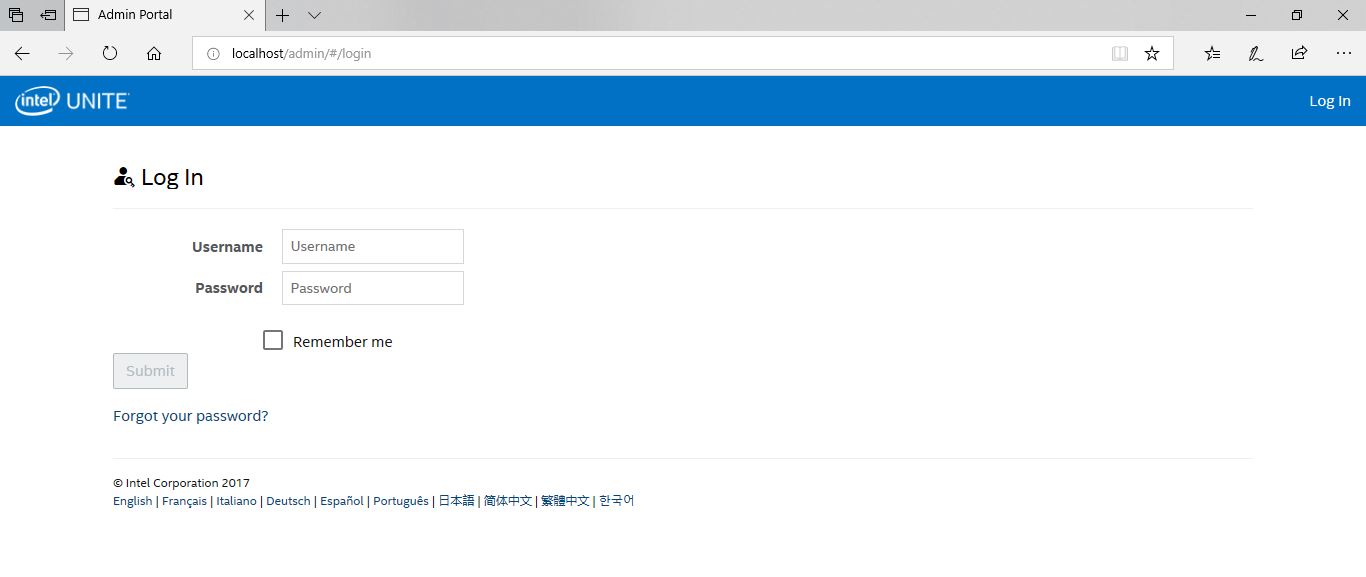 Admin Portal
localhost/admin/#/login
intel UNITE
Log In
Log In
Username Username
Password Password
Remember me
Submit
Forgot your password?
© Intel Corporation 2017
English | Français | Italiano | Deutsch | Español | Português | 日本語 | 简体中文 | 繁體中文 | 한국어